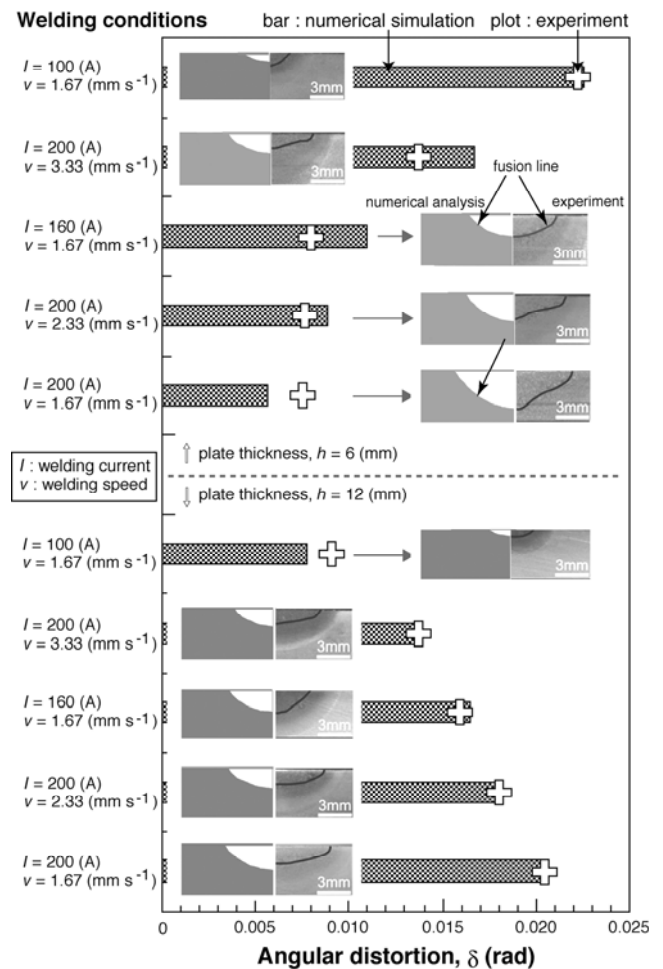 Welding conditions
bar : numerical simulation plot : experiment
I = 100 (A)
v = 1.67 (mm s-1)
3mm
I = 200 (A)
v = 3.33 (mm s-1)
3mm
fusion line
numerical analysis experiment
I = 160 (A)
v = 1.67 (mm s-1)
3mm
I = 200 (A)
v = 2.33 (mm s-1)
3mm
I = 200 (A)
v = 1.67 (mm s-1)
3mm
⇧ plate thickness, h = 6 (mm)
I : welding current
v : welding speed
⇩ plate thickness, h = 12 (mm)
I = 100 (A)
v = 1.67 (mm s-1)
3mm
I = 200 (A)
v = 3.33 (mm s-1)
3mm
I = 160 (A)
v = 1.67 (mm s-1)
3mm
I = 200 (A)
v = 2.33 (mm s-1)
3mm
I = 200 (A)
v = 1.67 (mm s-1)
3mm
0 0.005 0.010 0.015 0.020 0.025
Angular distortion, δ (rad)